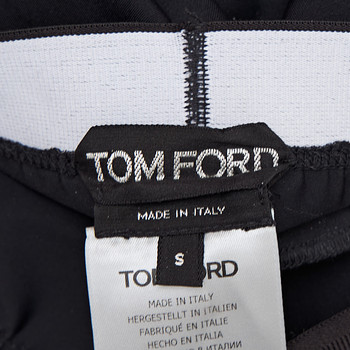 TOM FORD
MADE IN ITALY
S
TOM FORD
MADE IN ITALY
HERGESTELLT IN ITALIEN
FABRIQUÉ EN ITALIE
HECHO EN ITALIA
В ИТАЛИИ